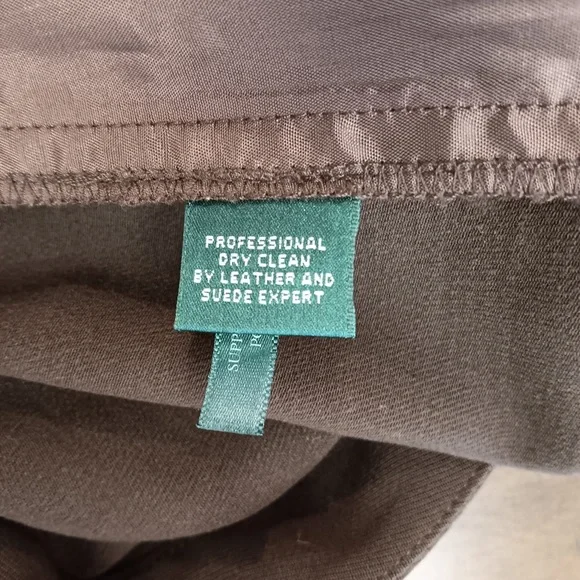 PROFESSIONAL
DRY CLEAN
BY LEATHER AND
SUEDE EXPERT